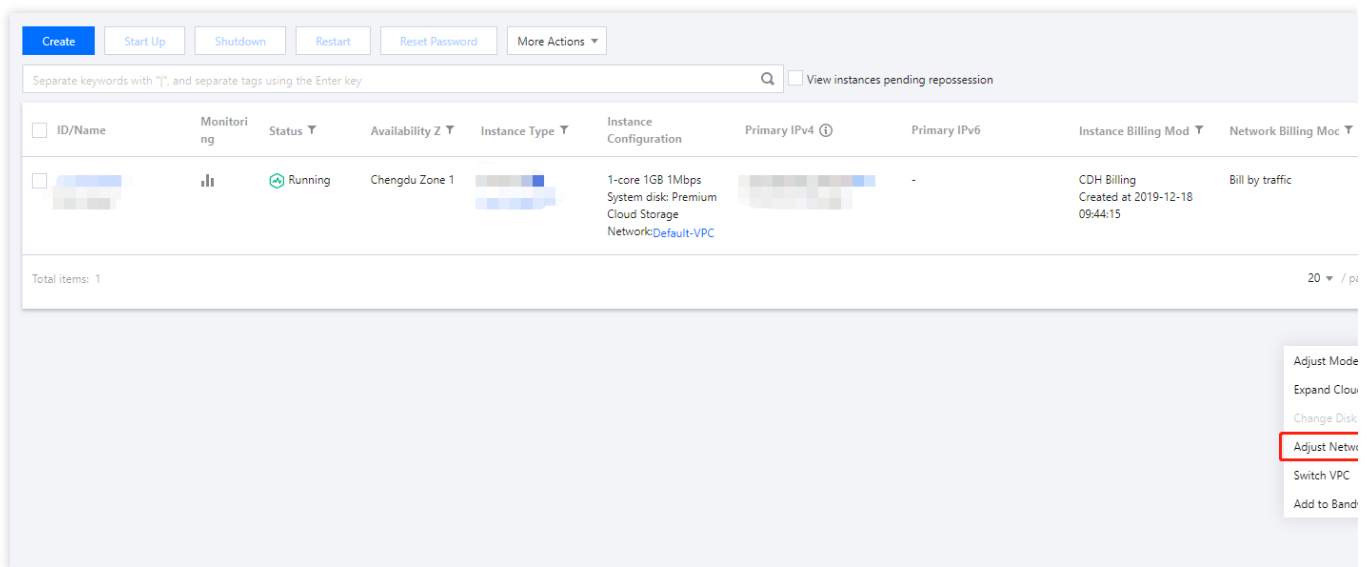 Create Start Up Shutdown Restart Reset Password More Actions
Separate keywords with "|", and separate tags using the Enter key
View instances pending repossession
ID/Name
Monitori
ng
Status
Availability Z
Instance Type
Instance
Configuration
Primary IPv4
Primary IPv6
Instance Billing Mod
Network Billing Moc
Running
Chengdu Zone 1
1-core 1GB 1Mbps
System disk: Premium
Cloud Storage
Network:Default-VPC
-
CDH Billing
Created at 2019-12-18
09:44:15
Bill by traffic
Total items: 1
20 / pa
Adjust Mode
Expand Clou
Change Disk
Adjust Netwo
Switch VPC
Add to Band